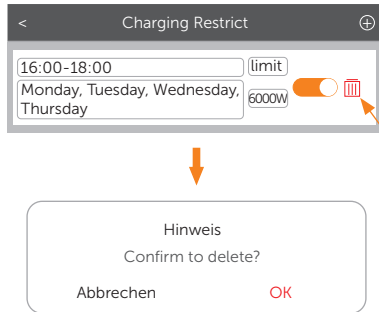 < Charging Restrict
16:00-18:00 limit
Monday, Tuesday, Wednesday,
Thursday
6000W
Hinweis
Confirm to delete?
Abbrechen OK